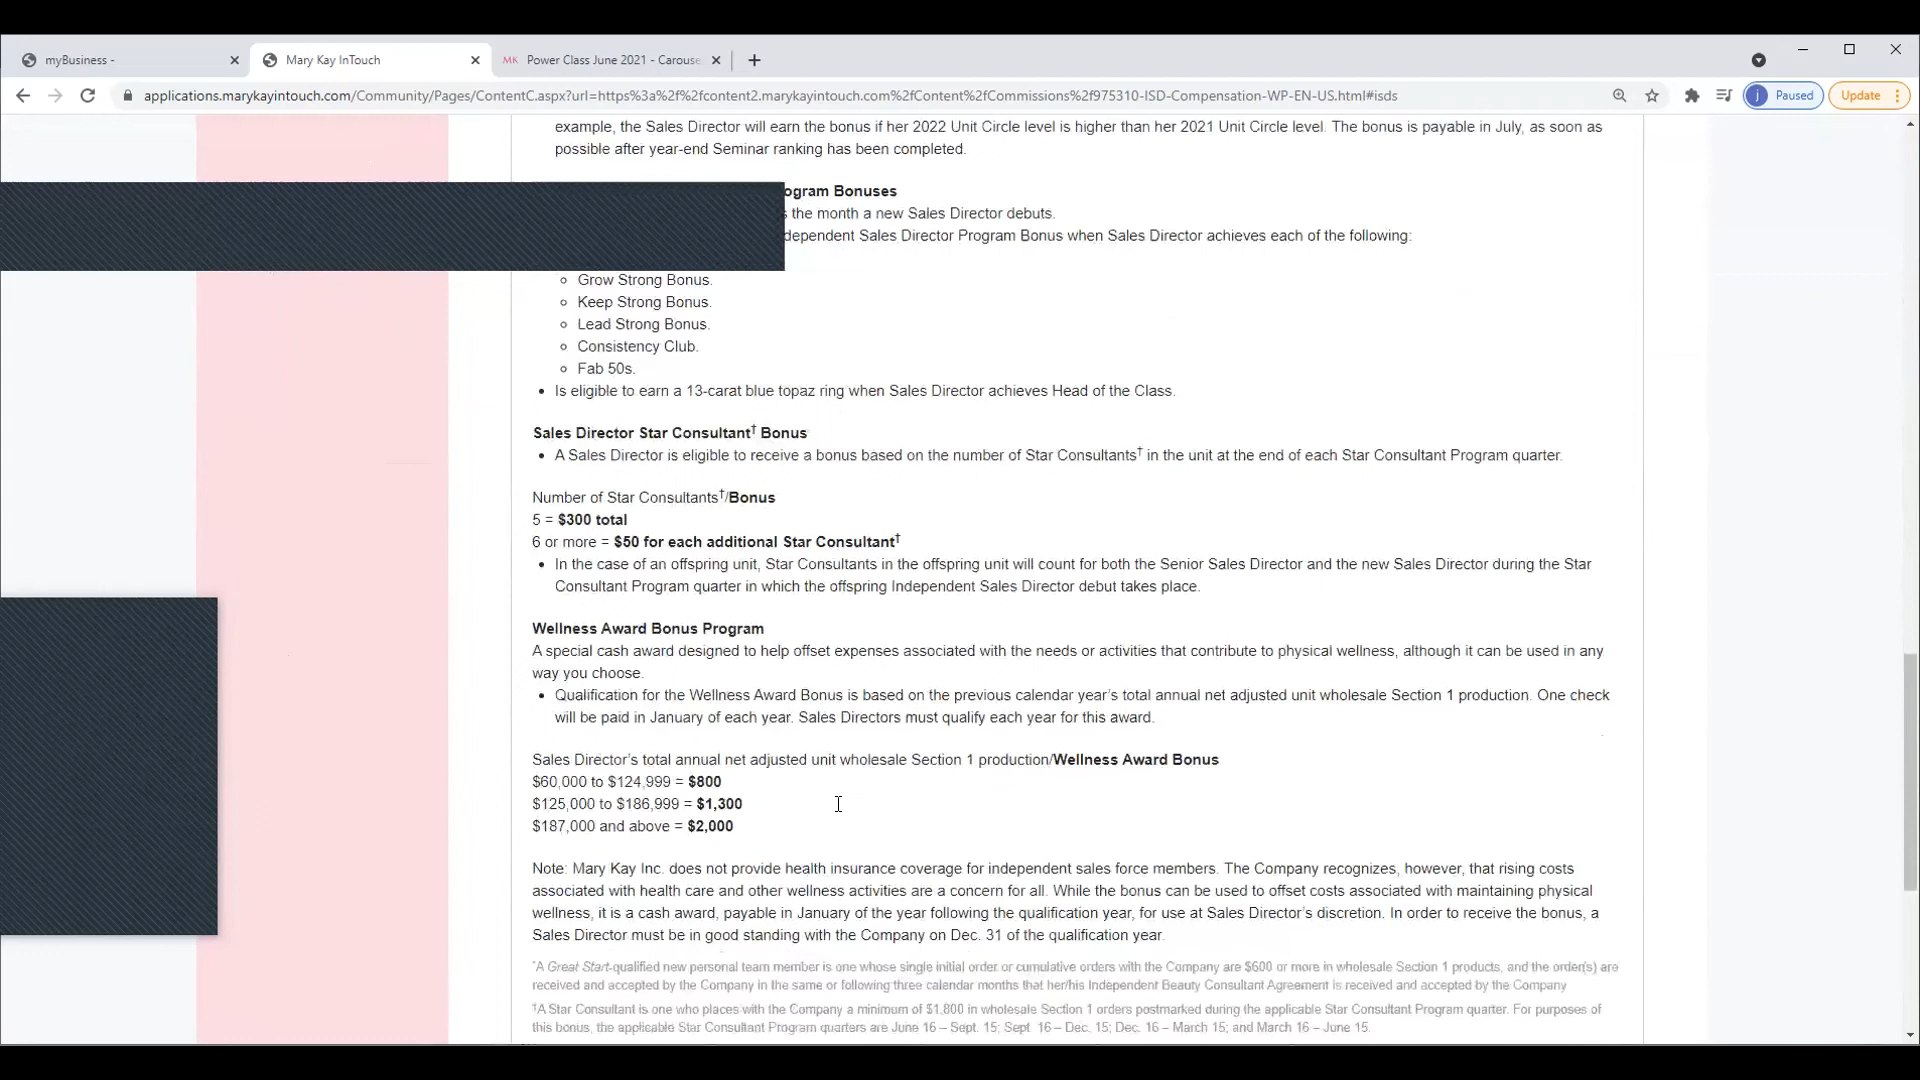 myBusiness -
Mary Kay InTouch
MK Power Class June 2021 - Carouse
applications.marykayintouch.com/Community/Pages/ContentC.aspx?url=https%3a%2f%2fcontent2.marykayintouch.com%2fContent%2fCommissions%2f975310-ISD-Compensation-WP-EN-US.html#isds
j Paused
Update
example, the Sales Director will earn the bonus if her 2022 Unit Circle level is higher than her 2021 Unit Circle level. The bonus is payable in July, as soon as
possible after year-end Seminar ranking has been completed.
ogram Bonuses
s the month a new Sales Director debuts.
dependent Sales Director Program Bonus when Sales Director achieves each of the following:
Grow Strong Bonus.
Keep Strong Bonus.
Lead Strong Bonus.
Consistency Club.
Fab 50s.
• Is eligible to earn a 13-carat blue topaz ring when Sales Director achieves Head of the Class.
Sales Director Star Consultant† Bonus
• A Sales Director is eligible to receive a bonus based on the number of Star Consultants† in the unit at the end of each Star Consultant Program quarter.
Number of Star Consultants†/Bonus
5 = $300 total
6 or more = $50 for each additional Star Consultant†
• In the case of an offspring unit, Star Consultants in the offspring unit will count for both the Senior Sales Director and the new Sales Director during the Star
Consultant Program quarter in which the offspring Independent Sales Director debut takes place.
Wellness Award Bonus Program
A special cash award designed to help offset expenses associated with the needs or activities that contribute to physical wellness, although it can be used in any
way you choose.
• Qualification for the Wellness Award Bonus is based on the previous calendar year's total annual net adjusted unit wholesale Section 1 production. One check
will be paid in January of each year. Sales Directors must qualify each year for this award.
Sales Director's total annual net adjusted unit wholesale Section 1 production/Wellness Award Bonus
$60,000 to $124,999 = $800
$125,000 to $186,999 = $1,300
$187,000 and above = $2,000
Note: Mary Kay Inc. does not provide health insurance coverage for independent sales force members. The Company recognizes, however, that rising costs
associated with health care and other wellness activities are a concern for all. While the bonus can be used to offset costs associated with maintaining physical
wellness, it is a cash award, payable in January of the year following the qualification year, for use at Sales Director's discretion. In order to receive the bonus, a
Sales Director must be in good standing with the Company on Dec. 31 of the qualification year.
*A Great Start-qualified new personal team member is one whose single initial order or cumulative orders with the Company are $600 or more in wholesale Section 1 products, and the order(s) are
received and accepted by the Company in the same or following three calendar months that her/his Independent Beauty Consultant Agreement is received and accepted by the Company
†A Star Consultant is one who places with the Company a minimum of $1,800 in wholesale Section 1 orders postmarked during the applicable Star Consultant Program quarter. For purposes of
this bonus, the applicable Star Consultant Program quarters are June 16 – Sept. 15; Sept. 16 – Dec. 15; Dec. 16 – March 15; and March 16 – June 15.